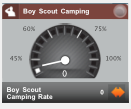 Boy Scout Camping
60% 75%
45% 100%
0
Boy Scout
Camping Rate 0